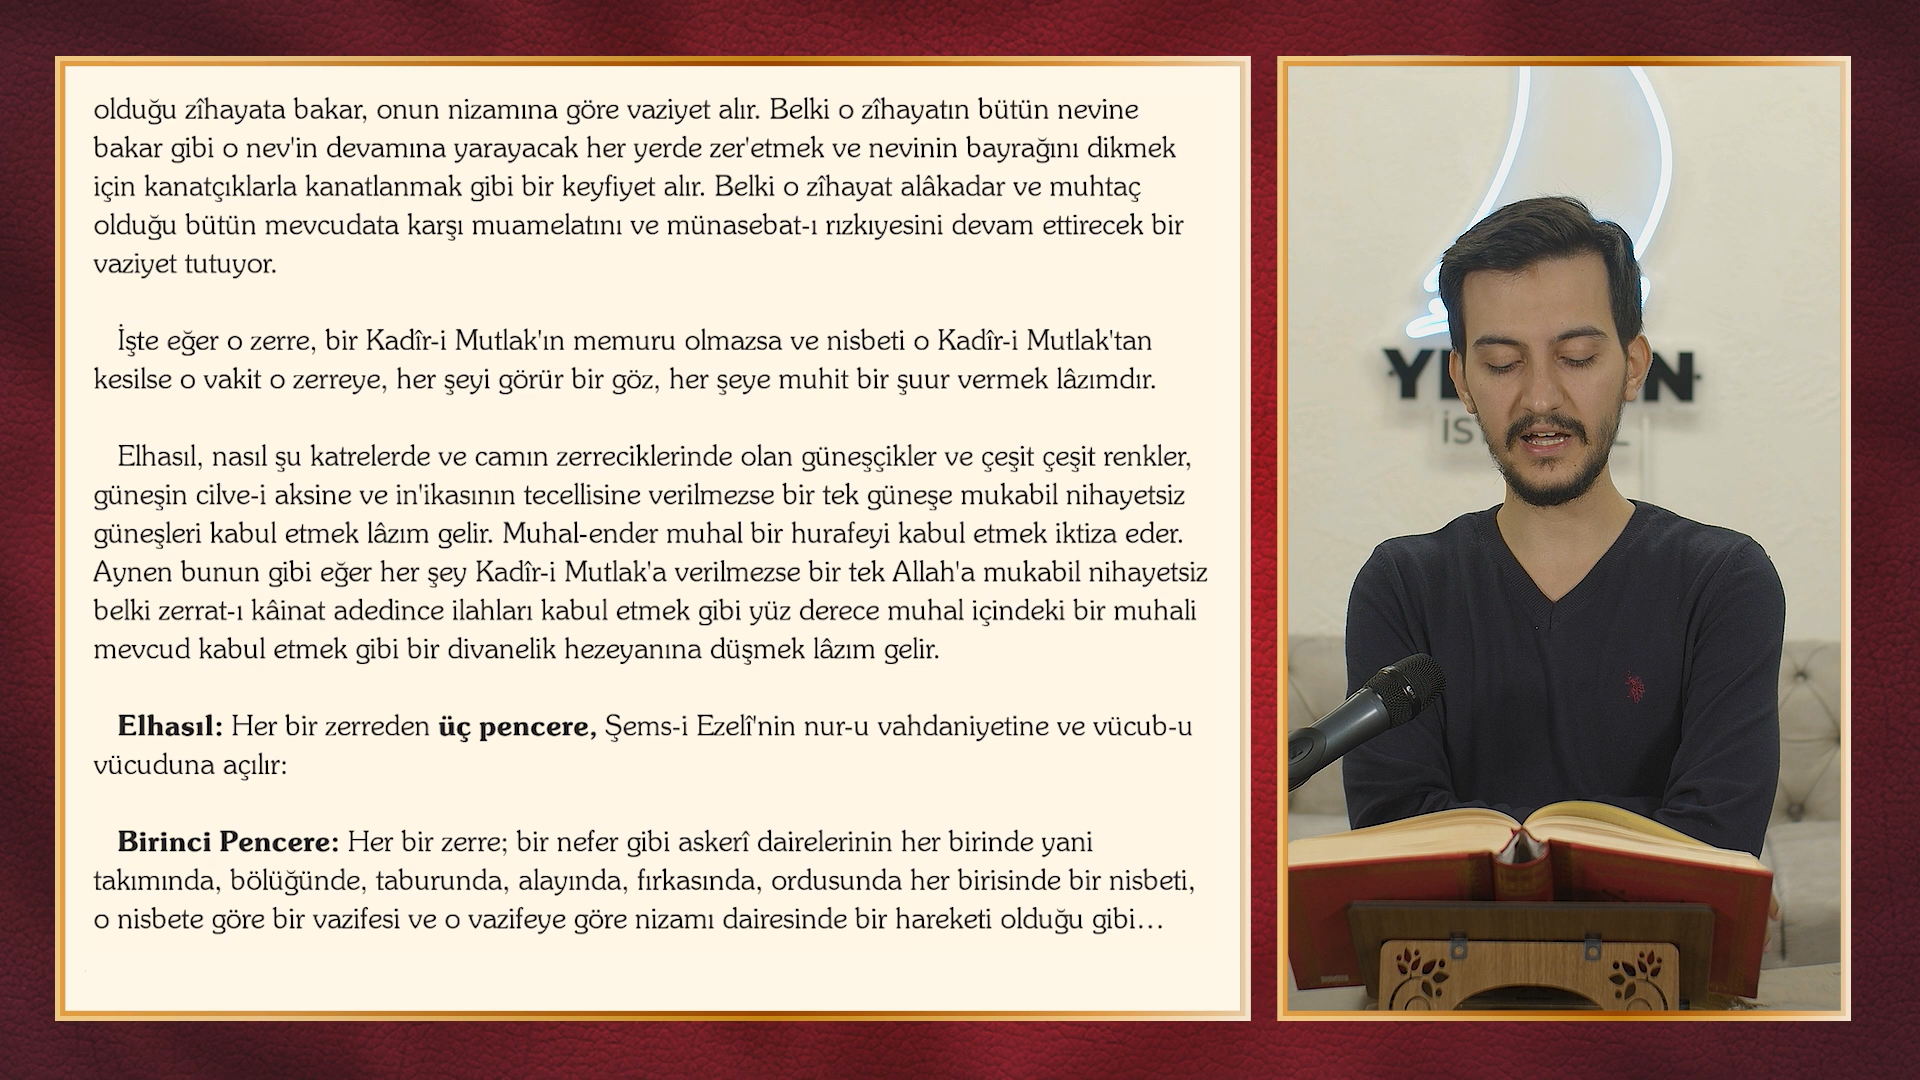 olduğu zîhayata bakar, onun nizamına göre vaziyet alır. Belki o zîhayatın bütün nevine
bakar gibi o nev'in devamına yarayacak her yerde zer'etmek ve nevinin bayrağını dikmek
için kanatçıklarla kanatlanmak gibi bir keyfiyet alır. Belki o zîhayat alâkadar ve muhtaç
olduğu bütün mevcudata karşı muamelatını ve münasebat-ı rızkıyesini devam ettirecek bir
vaziyet tutuyor.
İşte eğer o zerre, bir Kadîr-i Mutlak'ın memuru olmazsa ve nisbeti o Kadîr-i Mutlak'tan
kesilse o vakit o zerreye, her şeyi görür bir göz, her şeye muhit bir şuur vermek lâzımdır.
Elhasıl, nasıl şu katrelerde ve camın zerreciklerinde olan güneşçikler ve çeşit çeşit renkler,
güneşin cilve-i aksine ve in'ikasının tecellisine verilmezse bir tek güneşe mukabil nihayetsiz
güneşleri kabul etmek lâzım gelir. Muhal-ender muhal bir hurafeyi kabul etmek iktiza eder.
Aynen bunun gibi eğer her şey Kadîr-i Mutlak'a verilmezse bir tek Allah'a mukabil nihayetsiz
belki zerrat-ı kâinat adedince ilahları kabul etmek gibi yüz derece muhal içindeki bir muhali
mevcud kabul etmek gibi bir divanelik hezeyanına düşmek lâzım gelir.
Elhasıl: Her bir zerreden üç pencere, Şems-i Ezelî'nin nur-u vahdaniyetine ve vücub-u
vücuduna açılır:
Birinci Pencere: Her bir zerre; bir nefer gibi askerî dairelerinin her birinde yani
takımında, bölüğünde, taburunda, alayında, fırkasında, ordusunda her birisinde bir nisbeti,
o nisbete göre bir vazifesi ve o vazifeye göre nizamı dairesinde bir hareketi olduğu gibi…